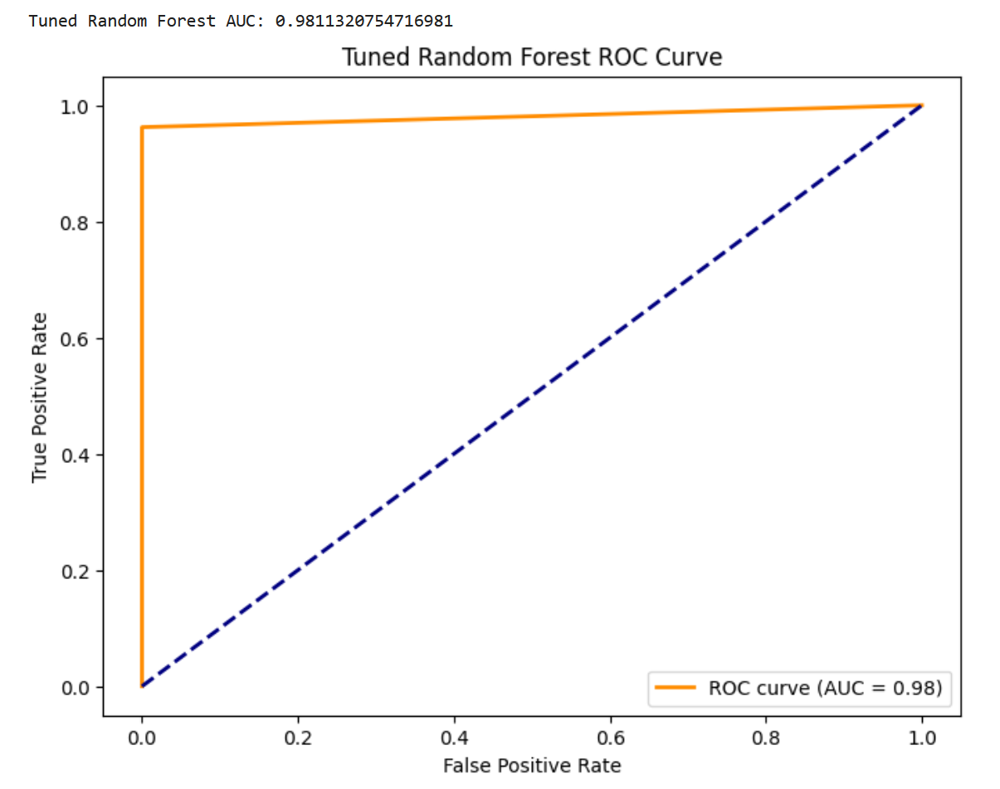 Tuned Random Forest AUC: 0.9811320754716981
Tuned Random Forest ROC Curve
True Positive Rate
1.0
0.8
0.6
0.4
0.2
0.0
ROC curve (AUC = 0.98)
0.0 0.2 0.4 0.6 0.8 1.0
False Positive Rate